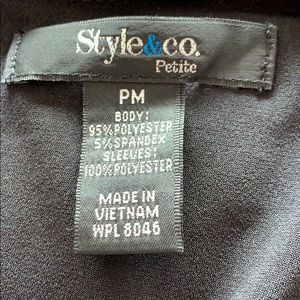 Style&co.
Petite
PM
BODY:
95%POLYESTER
5%SPANDEX
SLEEVES:
100%POLYESTER
MADE IN
VIETNAM
WPL 8046